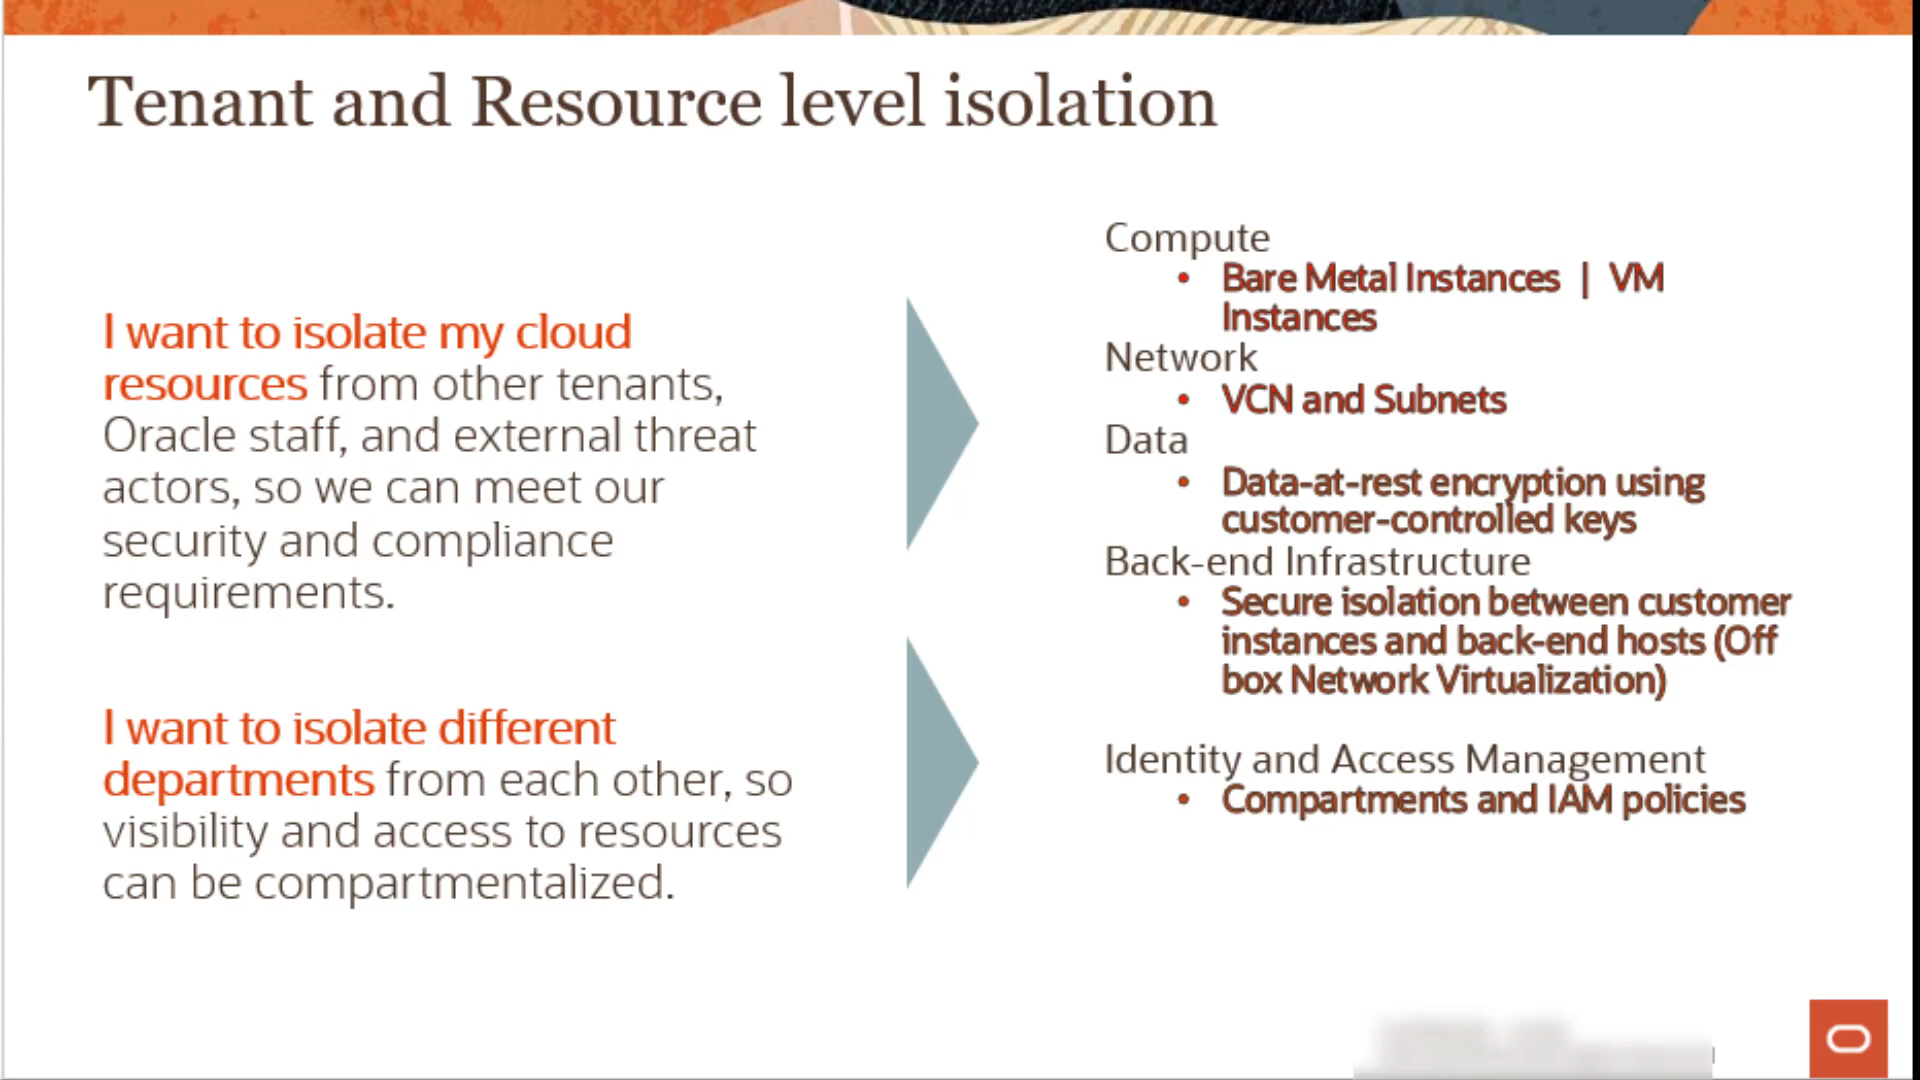 Tenant and Resource level isolation
I want to isolate my cloud
resources from other tenants,
Oracle staff, and external threat
actors, so we can meet our
security and compliance
requirements.
I want to isolate different
departments from each other, so
visibility and access to resources
can be compartmentalized.
Compute
• Bare Metal Instances | VM
Instances
Network
• VCN and Subnets
Data
• Data-at-rest encryption using
customer-controlled keys
Back-end Infrastructure
• Secure isolation between customer
instances and back-end hosts (Off
box Network Virtualization)
Identity and Access Management
• Compartments and IAM policies